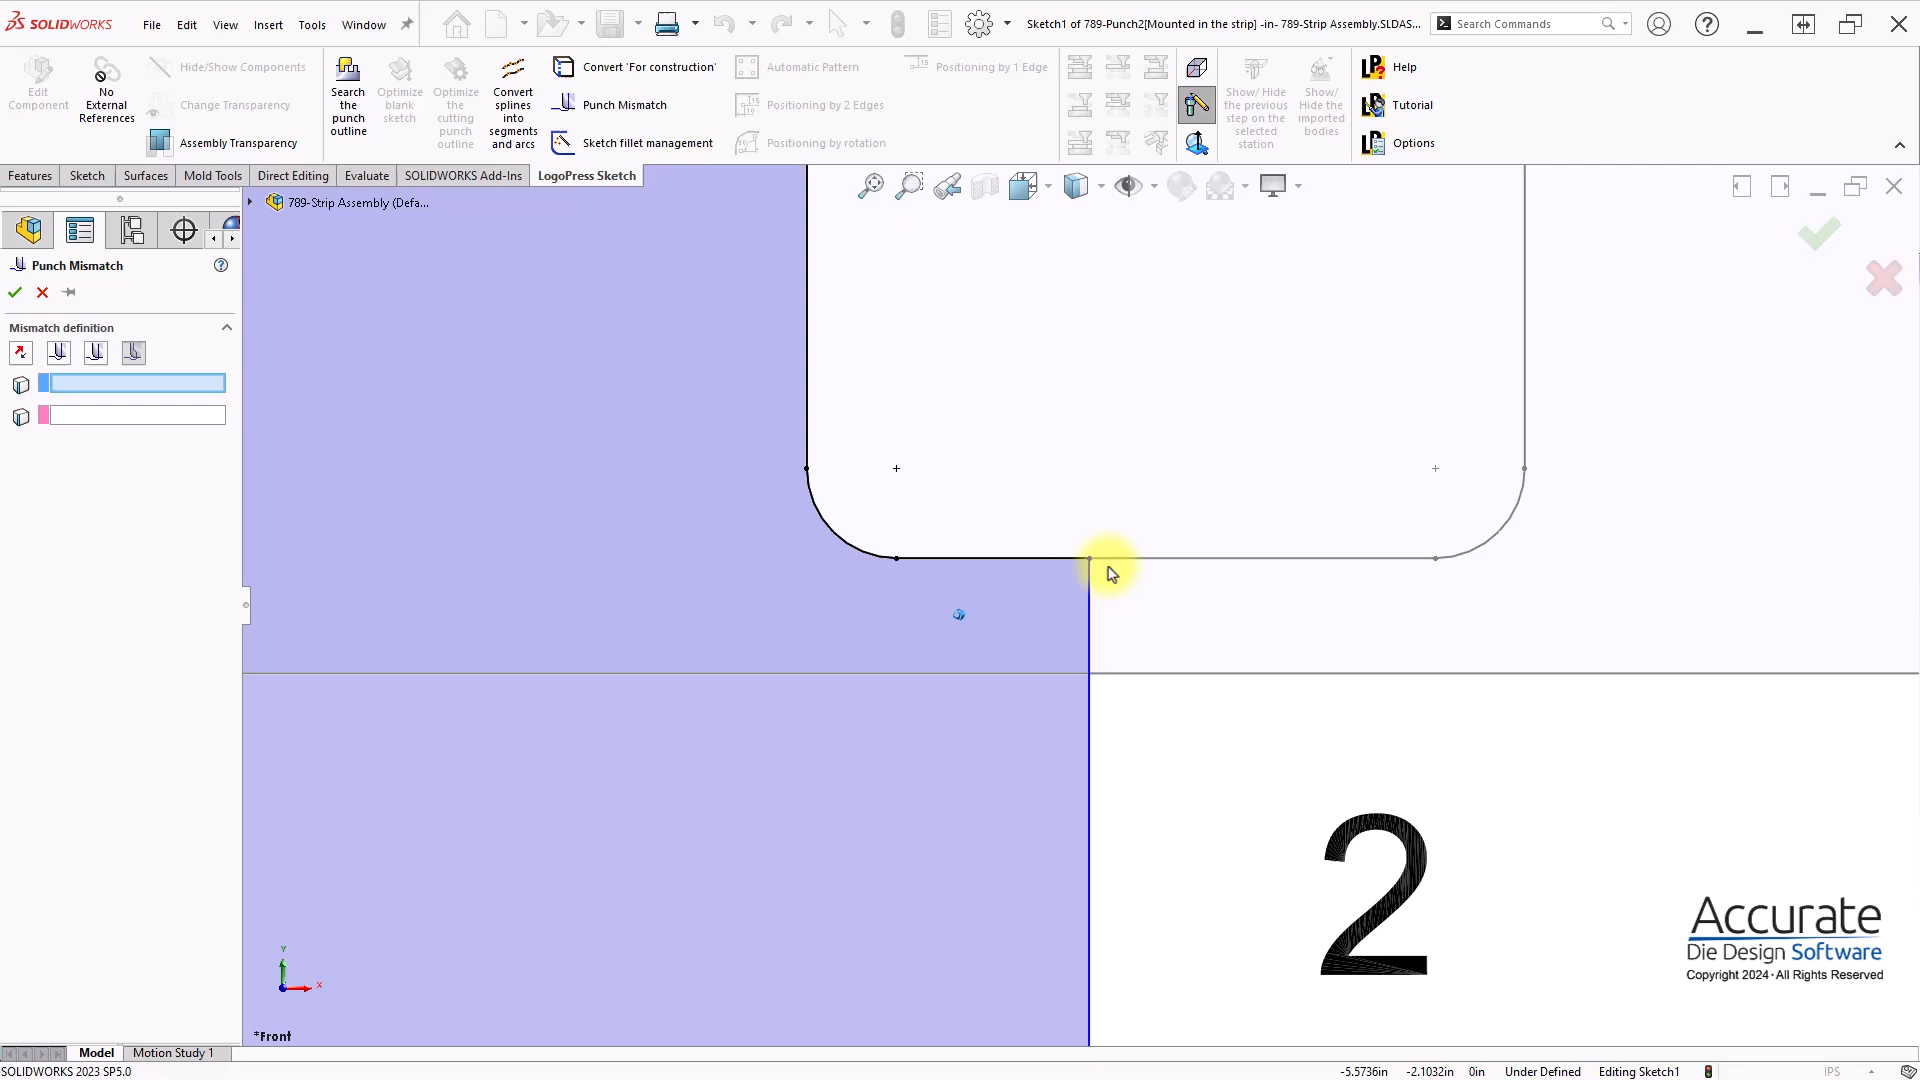 SOLIDWORKS
File
Edit
View
Insert
Tools
Window
Sketch1 of 789-Punch2[Mounted in the strip] -in- 789-Strip Assembly.SLDAS...
Search Commands
Edit
Component
No
External
References
Hide/Show Components
Change Transparency
Assembly Transparency
Search
the
punch
outline
Optimize
blank
sketch
Optimize
the
cutting
punch
outline
Convert
splines
into
segments
and arcs
Convert 'For construction'
Punch Mismatch
Sketch fillet management
Automatic Pattern
Positioning by 2 Edges
Positioning by rotation
Positioning by 1 Edge
Show/ Hide
the previous
step on the
selected
station
Show/
Hide the
imported
bodies
Help
Tutorial
Options
Features
Sketch
Surfaces
Mold Tools
Direct Editing
Evaluate
SOLIDWORKS Add-Ins
LogoPress Sketch
789-Strip Assembly (Defa...
Punch Mismatch
Mismatch definition
2
Accurate
Die Design Software
Copyright 2024 · All Rights Reserved
Y
X
*Front
Model
Motion Study 1
SOLIDWORKS 2023 SP5.0
-5.5736in
-2.1032in
0in
Under Defined
Editing Sketch1
IPS